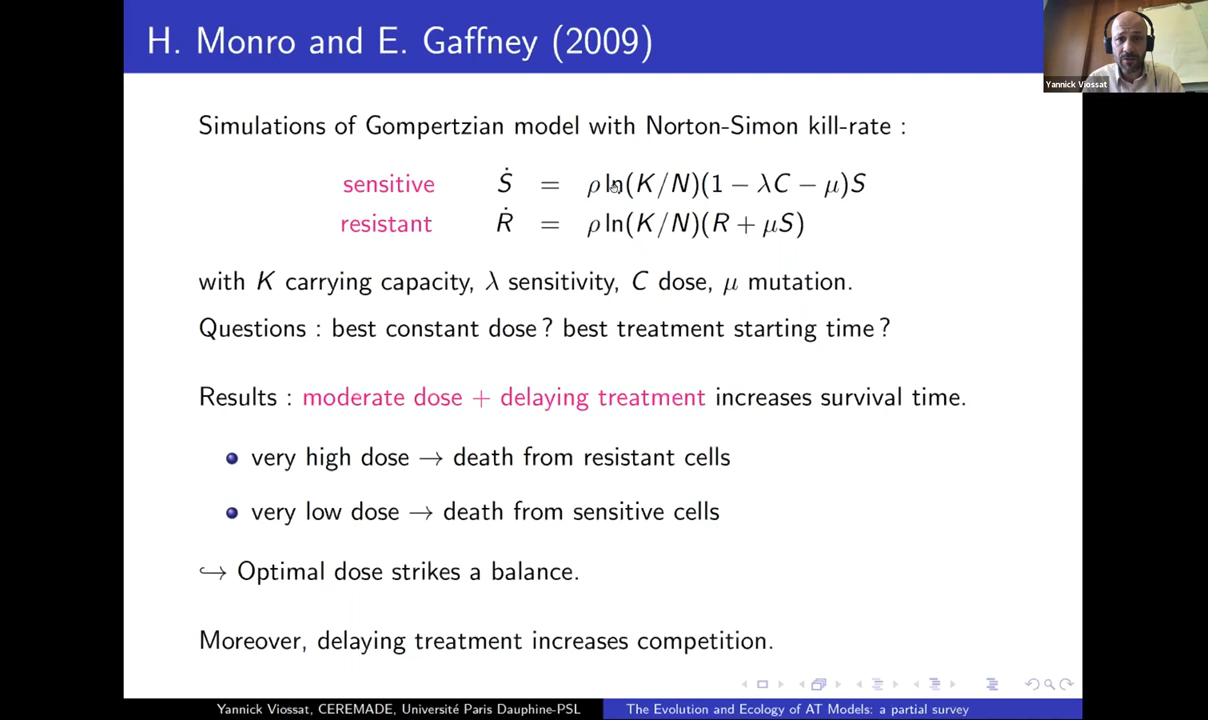 H. Monro and E. Gaffney (2009)
Yannick Viossat
Simulations of Gompertzian model with Norton-Simon kill-rate :
sensitive Ṡ = ρ ln(K/N)(1 − λC − μ)S
resistant Ṙ = ρ ln(K/N)(R + μS)
with K carrying capacity, λ sensitivity, C dose, μ mutation.
Questions : best constant dose ? best treatment starting time ?
Results : moderate dose + delaying treatment increases survival time.
very high dose → death from resistant cells
very low dose → death from sensitive cells
↪ Optimal dose strikes a balance.
Moreover, delaying treatment increases competition.
Yannick Viossat, CEREMADE, Université Paris Dauphine-PSL
The Evolution and Ecology of AT Models: a partial survey